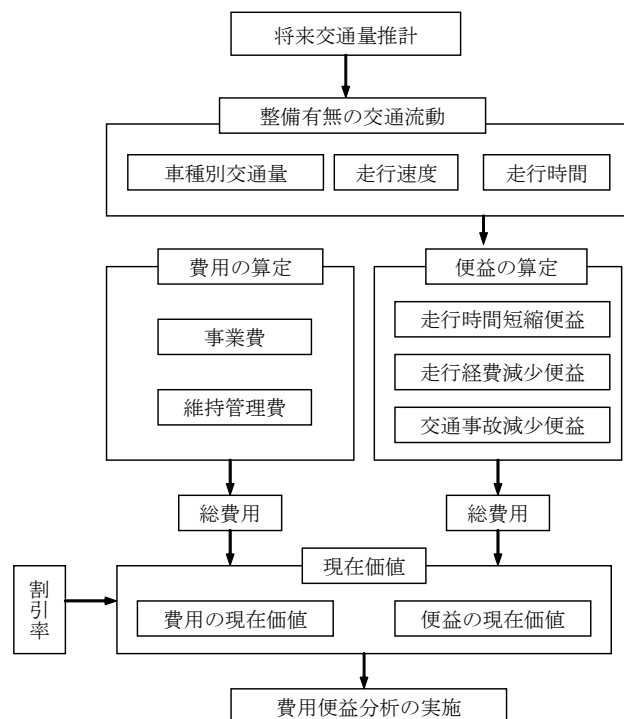 将来交通量推計
整備有無の交通流動
車種別交通量
走行速度
走行時間
費用の算定
便益の算定
事業費
維持管理費
走行時間短縮便益
走行経費減少便益
交通事故減少便益
総費用
総費用
現在価値
割引率
費用の現在価値
便益の現在価値
費用便益分析の実施